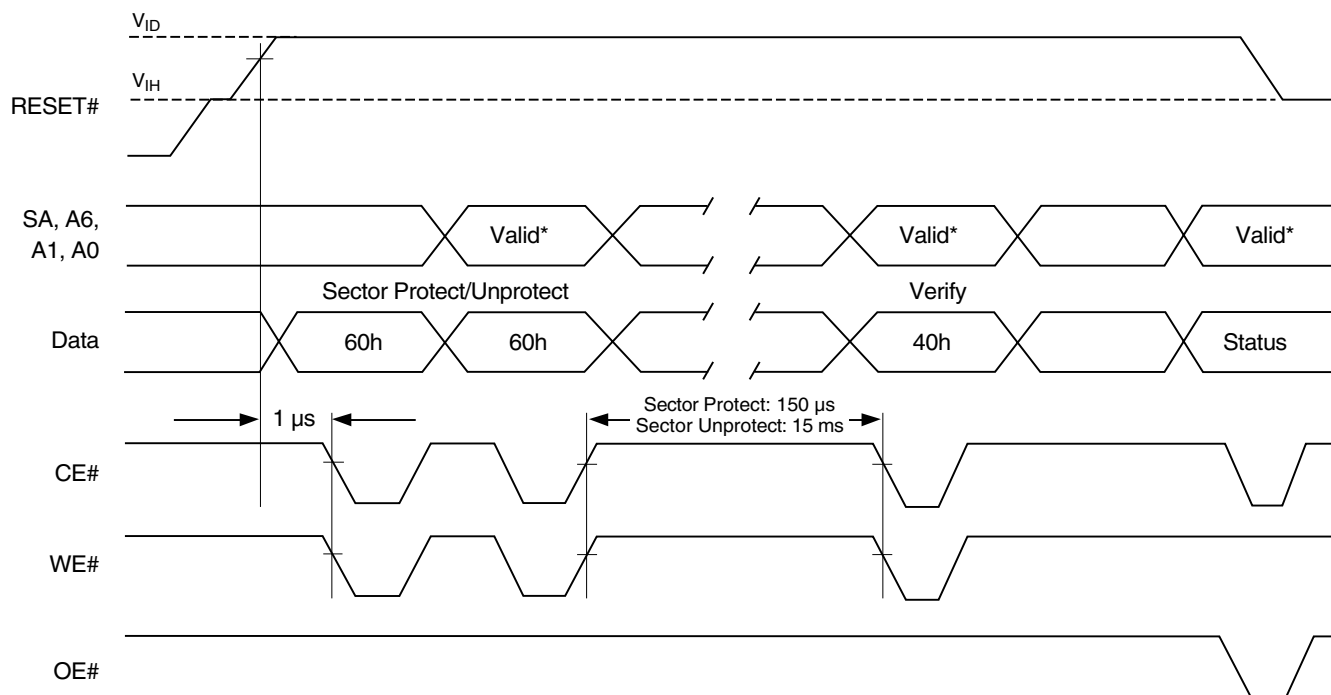 V_ID
V_IH
RESET#
SA, A6,
A1, A0
Valid*
Valid*
Valid*
Sector Protect/Unprotect
Verify
Data
60h
60h
40h
Status
1 µs
Sector Protect: 150 µs
Sector Unprotect: 15 ms
CE#
WE#
OE#